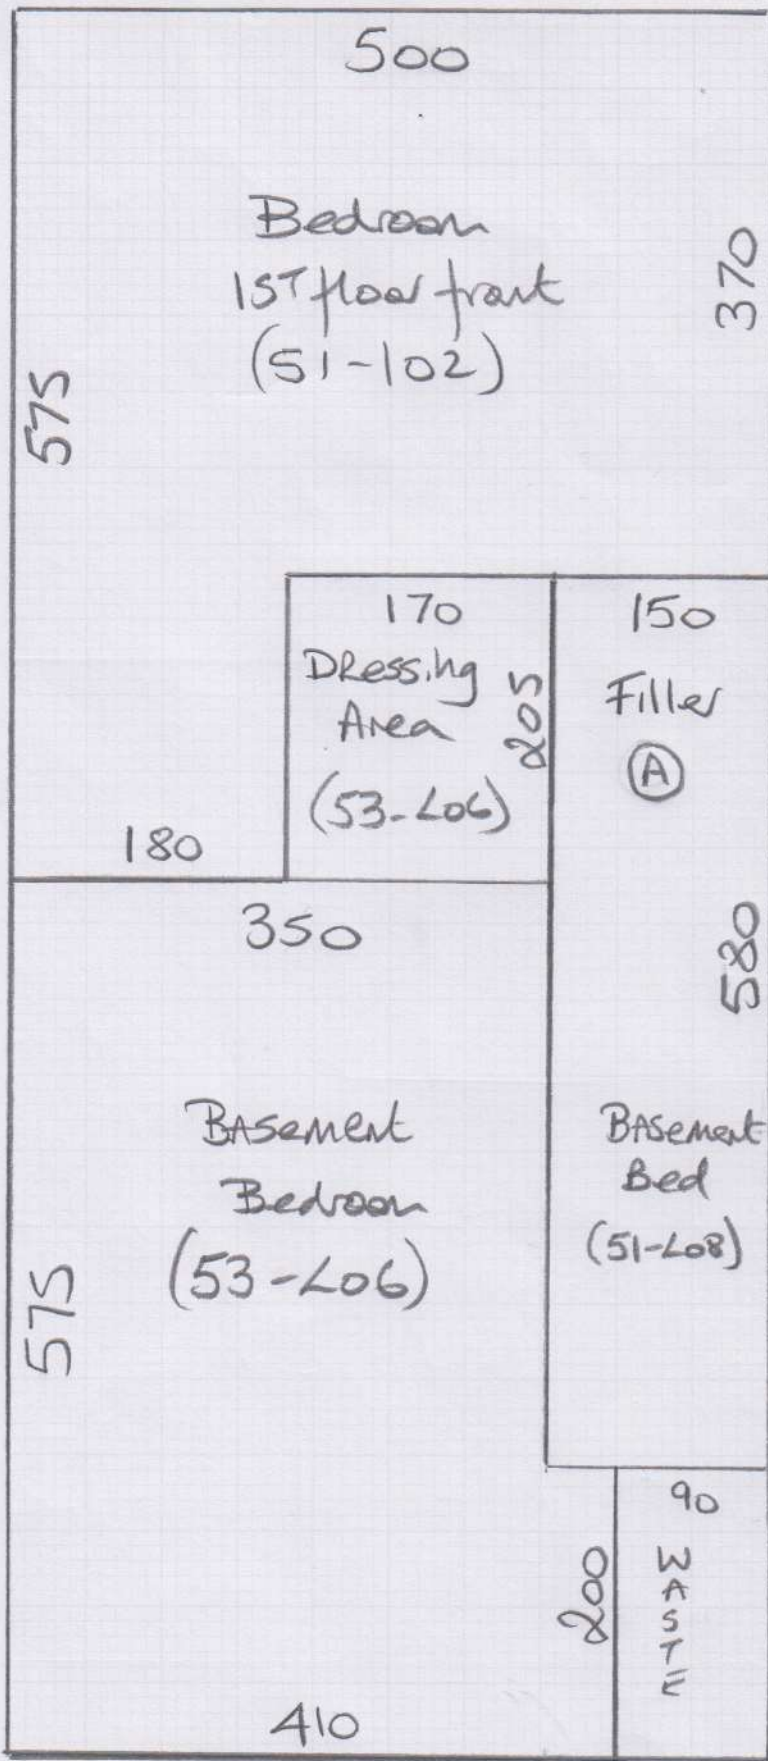 500
Bedroom
1ST floor front
(51-102)
370
575
170
Dressing
Area
(53-L06)
205
150
Filler
A
180
350
580
Basement
Bedroom
(53-L06)
Basement
Bed
(51-L08)
575
90
WASTE
200
410